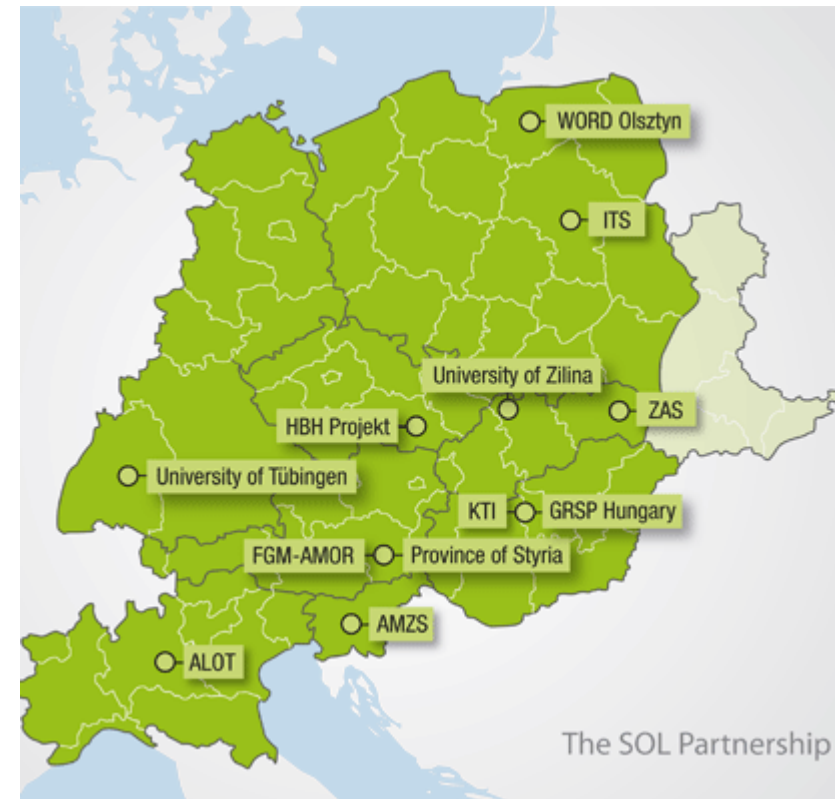 WORD Olsztyn
ITS
University of Zilina
ZAS
HBH Projekt
University of Tübingen
KTI
GRSP Hungary
FGM-AMOR
Province of Styria
AMZS
ALOT
The SOL Partnership